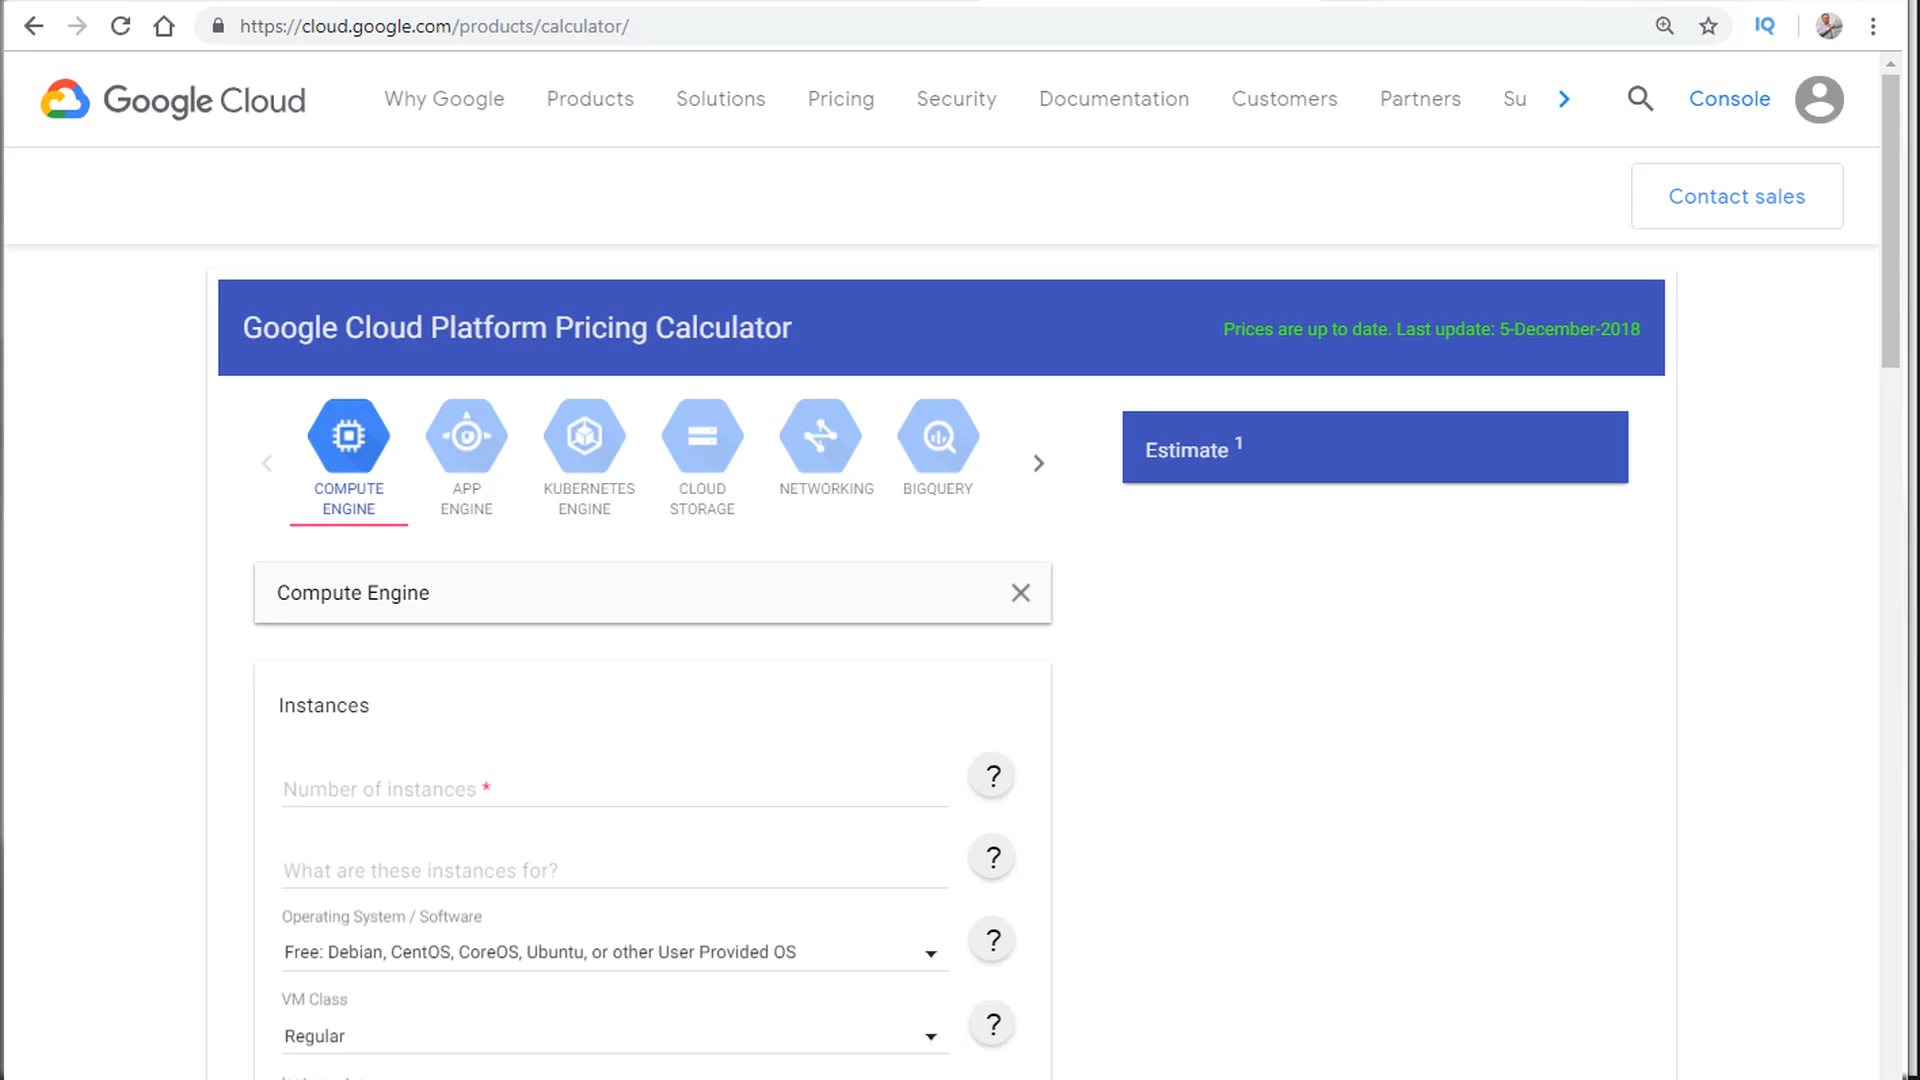 https://cloud.google.com/products/calculator/
IQ
Google Cloud
Why Google Products Solutions Pricing Security Documentation Customers Partners Su
Console
Contact sales
Google Cloud Platform Pricing Calculator
Prices are up to date. Last update: 5-December-2018
COMPUTE ENGINE
APP ENGINE
KUBERNETES ENGINE
CLOUD STORAGE
NETWORKING
BIGQUERY
Estimate 1
Compute Engine
Instances
Number of instances *
?
What are these instances for?
?
Operating System / Software
Free: Debian, CentOS, CoreOS, Ubuntu, or other User Provided OS
?
VM Class
Regular
?